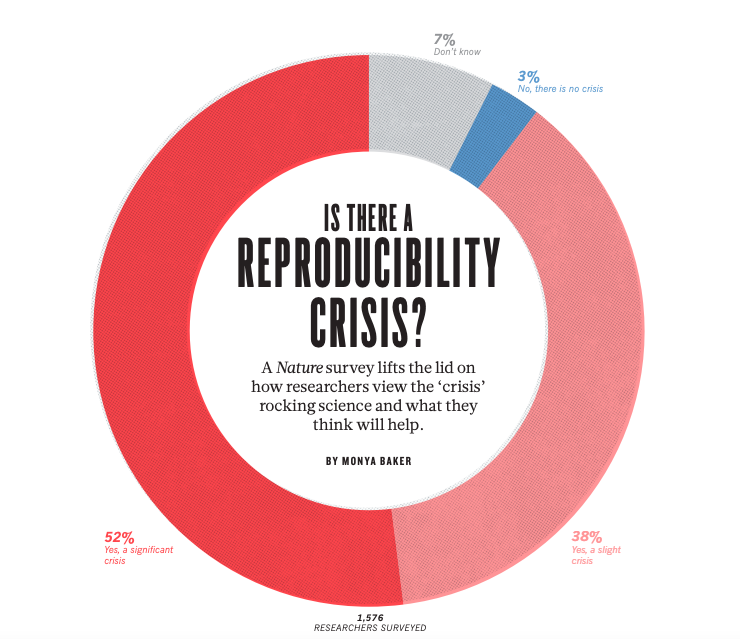 7%
Don't know
3%
No, there is no crisis
IS THERE A
REPRODUCIBILITY
CRISIS?
A Nature survey lifts the lid on
how researchers view the ‘crisis’
rocking science and what they
think will help.
BY MONYA BAKER
52%
Yes, a significant
crisis
38%
Yes, a slight
crisis
1,576
RESEARCHERS SURVEYED